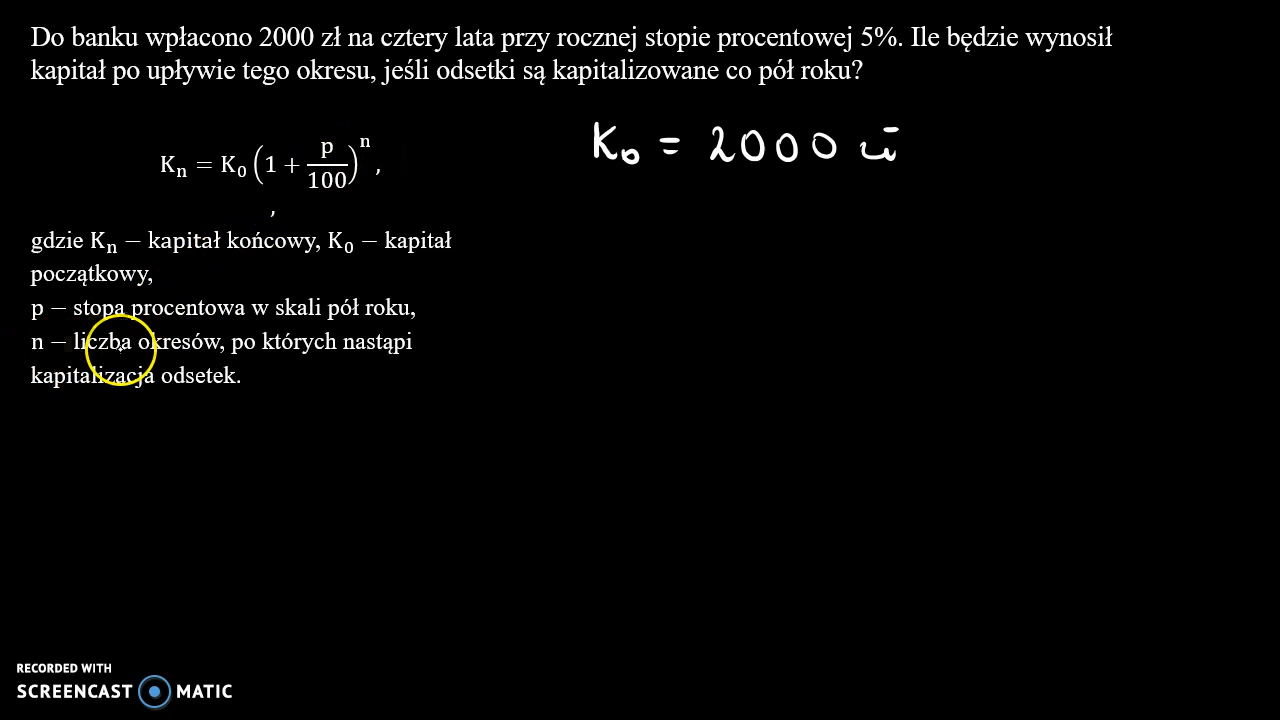 Do banku wpłacono 2000 zł na cztery lata przy rocznej stopie procentowej 5%. Ile będzie wynosił
kapitał po upływie tego okresu, jeśli odsetki są kapitalizowane co pół roku?
Kₙ = K₀ (1 + p/100)ⁿ,
,
gdzie Kₙ − kapitał końcowy, K₀ − kapitał
początkowy,
p − stopa procentowa w skali pół roku,
n − liczba okresów, po których nastąpi
kapitalizacja odsetek.
K₀ = 2000 zł
RECORDED WITH
SCREENCAST MATIC